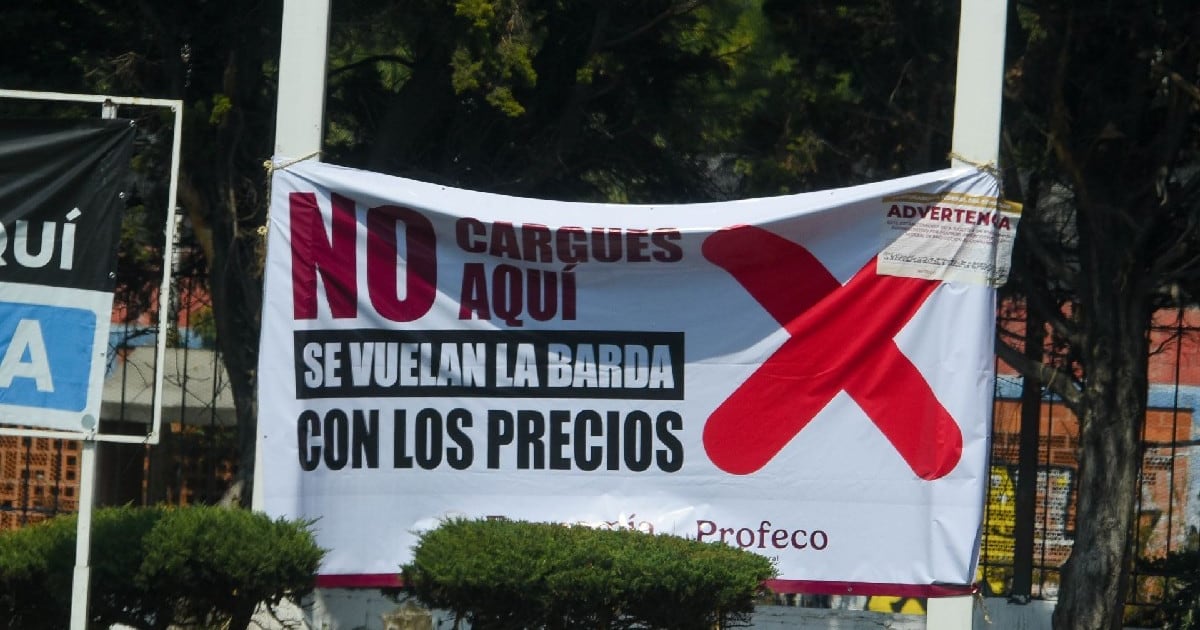 QUÍ
A
NO CARGUES
AQUÍ
SE VUELAN LA BARDA
CON LOS PRECIOS
ADVERTENCIA
Profeco